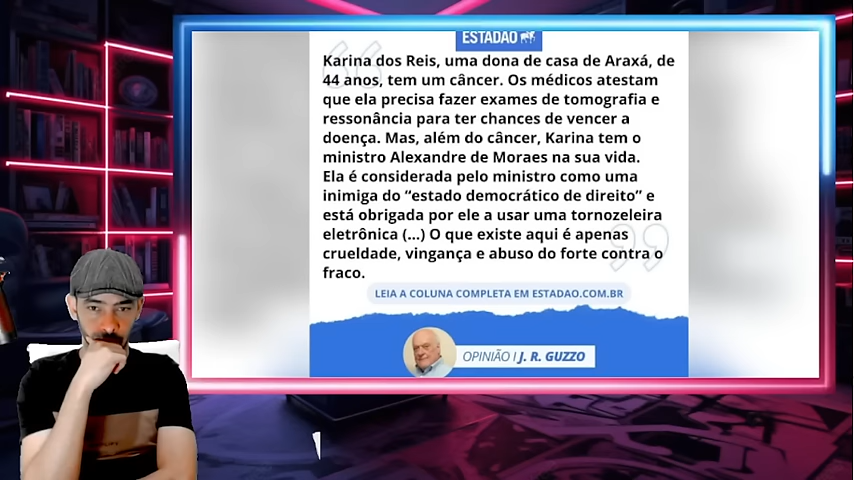 ESTADÃO
Karina dos Reis, uma dona de casa de Araxá, de
44 anos, tem um câncer. Os médicos atestam
que ela precisa fazer exames de tomografia e
ressonância para ter chances de vencer a
doença. Mas, além do câncer, Karina tem o
ministro Alexandre de Moraes na sua vida.
Ela é considerada pelo ministro como uma
inimiga do “estado democrático de direito” e
está obrigada por ele a usar uma tornozeleira
eletrônica (...) O que existe aqui é apenas
crueldade, vingança e abuso do forte contra o
fraco.
LEIA A COLUNA COMPLETA EM ESTADAO.COM.BR
OPINIÃO | J. R. GUZZO